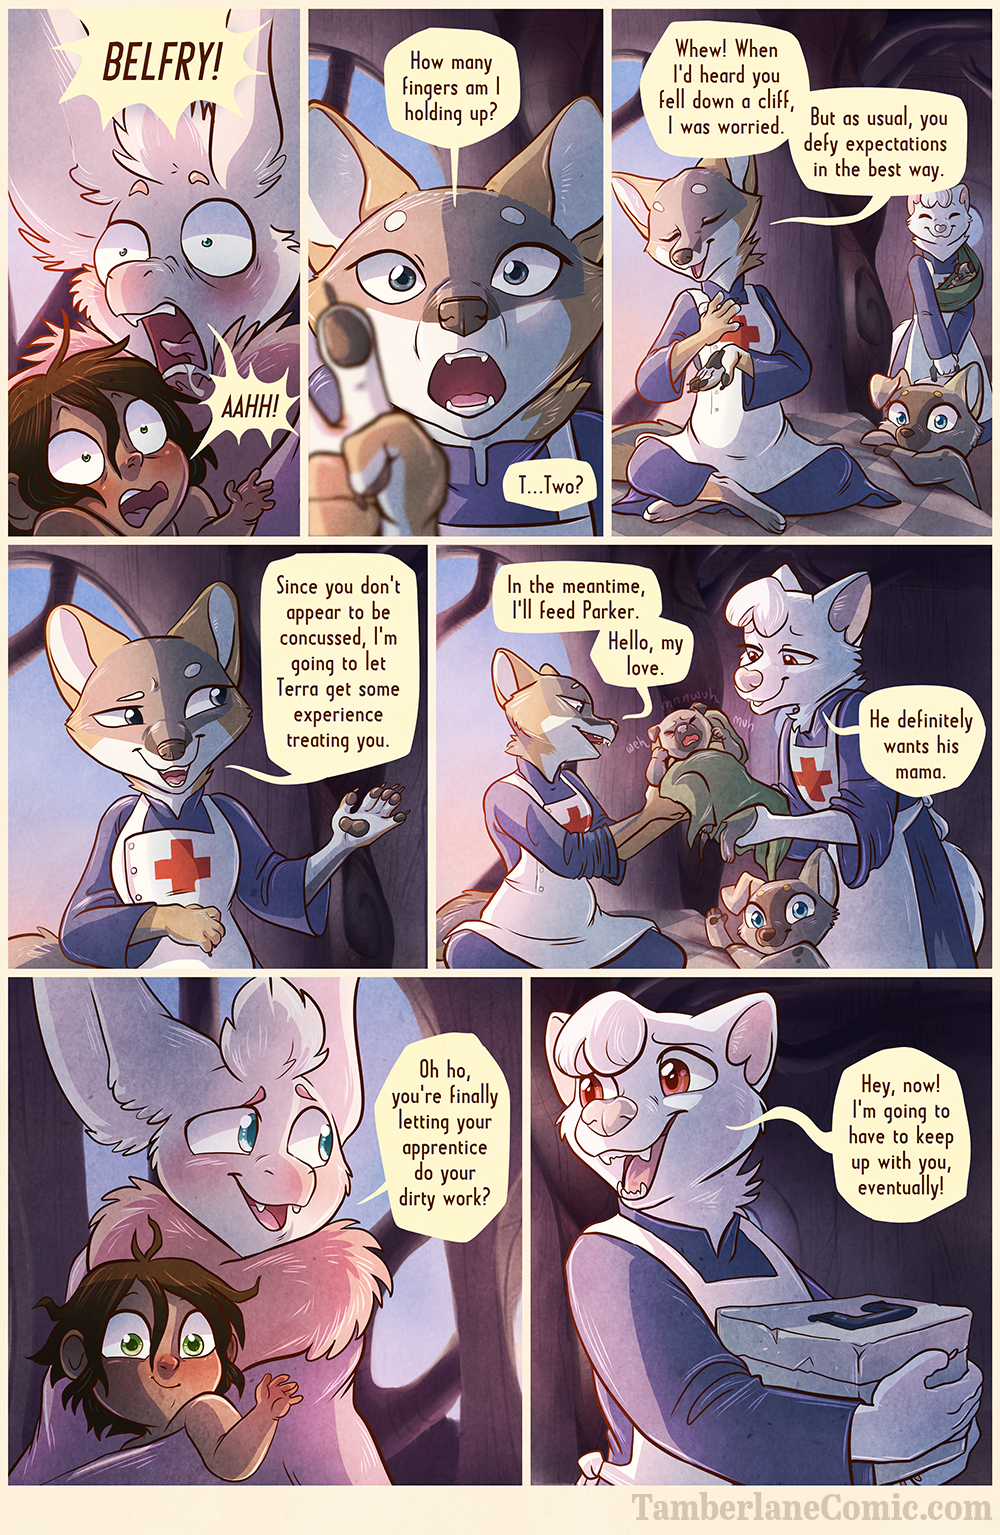 BELFRY!
AAHH!
How many
fingers am I
holding up?
T...Two?
Whew! When
I'd heard you
fell down a cliff,
I was worried.
But as usual, you
defy expectations
in the best way.
Since you don't
appear to be
concussed, I'm
going to let
Terra get some
experience
treating you.
In the meantime,
I'll feed Parker.
Hello, my
love.
mnnwuh
weh
muh
He definitely
wants his
mama.
Oh ho,
you're finally
letting your
apprentice
do your
dirty work?
Hey, now!
I'm going to
have to keep
up with you,
eventually!
TamberlaneComic.com